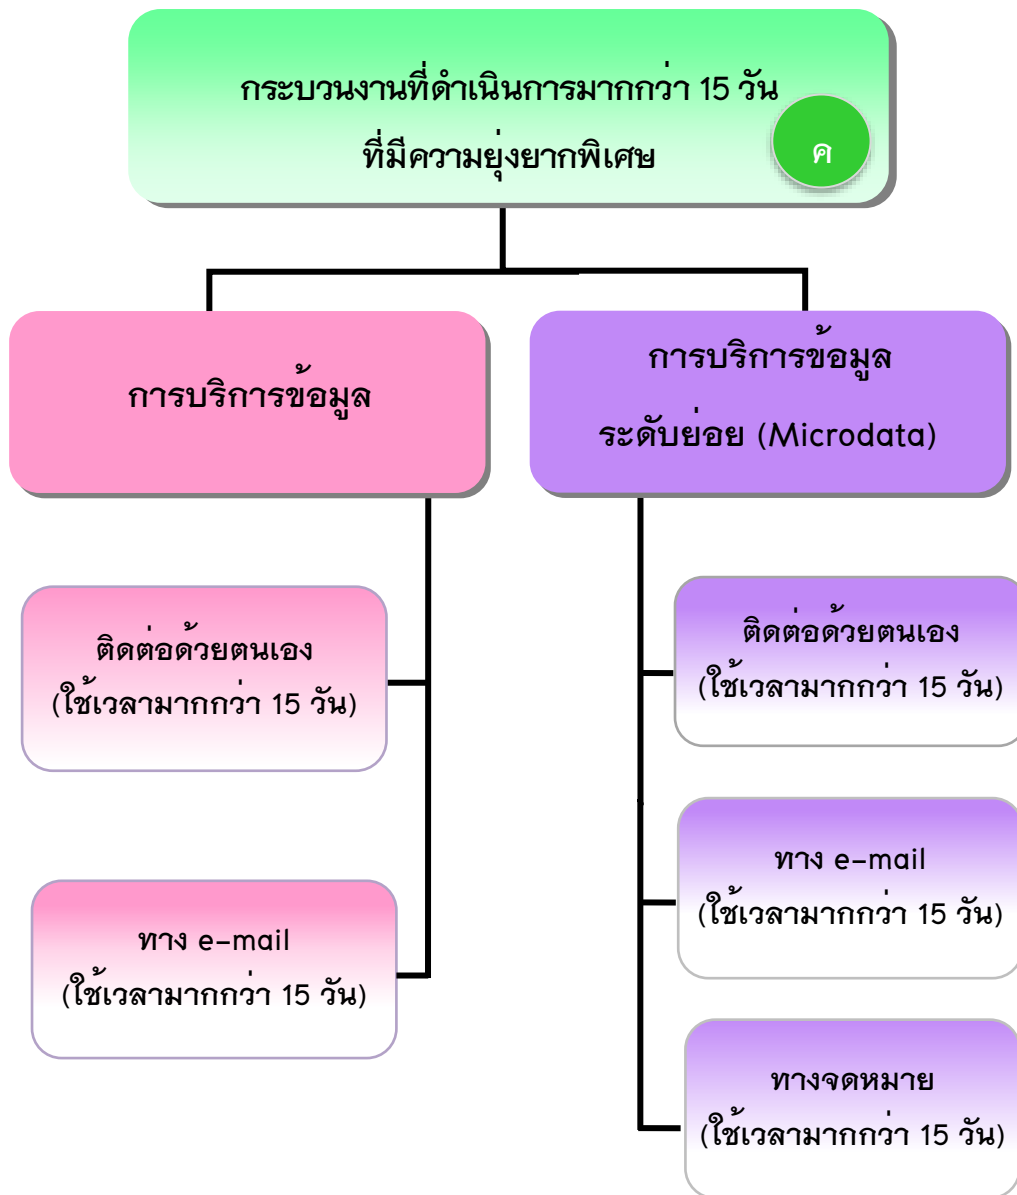 กระบวนงานที่ดำเนินการมากกว่า 15 วัน
ที่มีความยุ่งยากพิเศษ
ค
การบริการข้อมูล
ติดต่อด้วยตนเอง
(ใช้เวลามากกว่า 15 วัน)
ทาง e-mail
(ใช้เวลามากกว่า 15 วัน)
การบริการข้อมูล
ระดับย่อย (Microdata)
ติดต่อด้วยตนเอง
(ใช้เวลามากกว่า 15 วัน)
ทาง e-mail
(ใช้เวลามากกว่า 15 วัน)
ทางจดหมาย
(ใช้เวลามากกว่า 15 วัน)